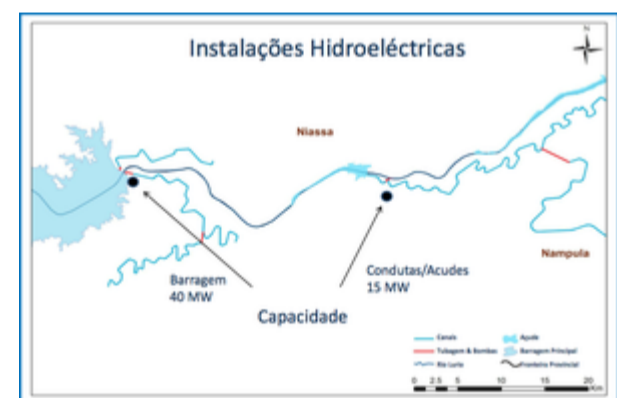 Instalações Hidroeléctricas
N
Niassa
Nampula
Barragem
40 MW
Condutas/Acudes
15 MW
Capacidade
Canais
Açude
Tubagem & Bombas
Barragem Principal
Rio Lurio
Fronteira Provincial
0 2.5 5 10 15 20
Km